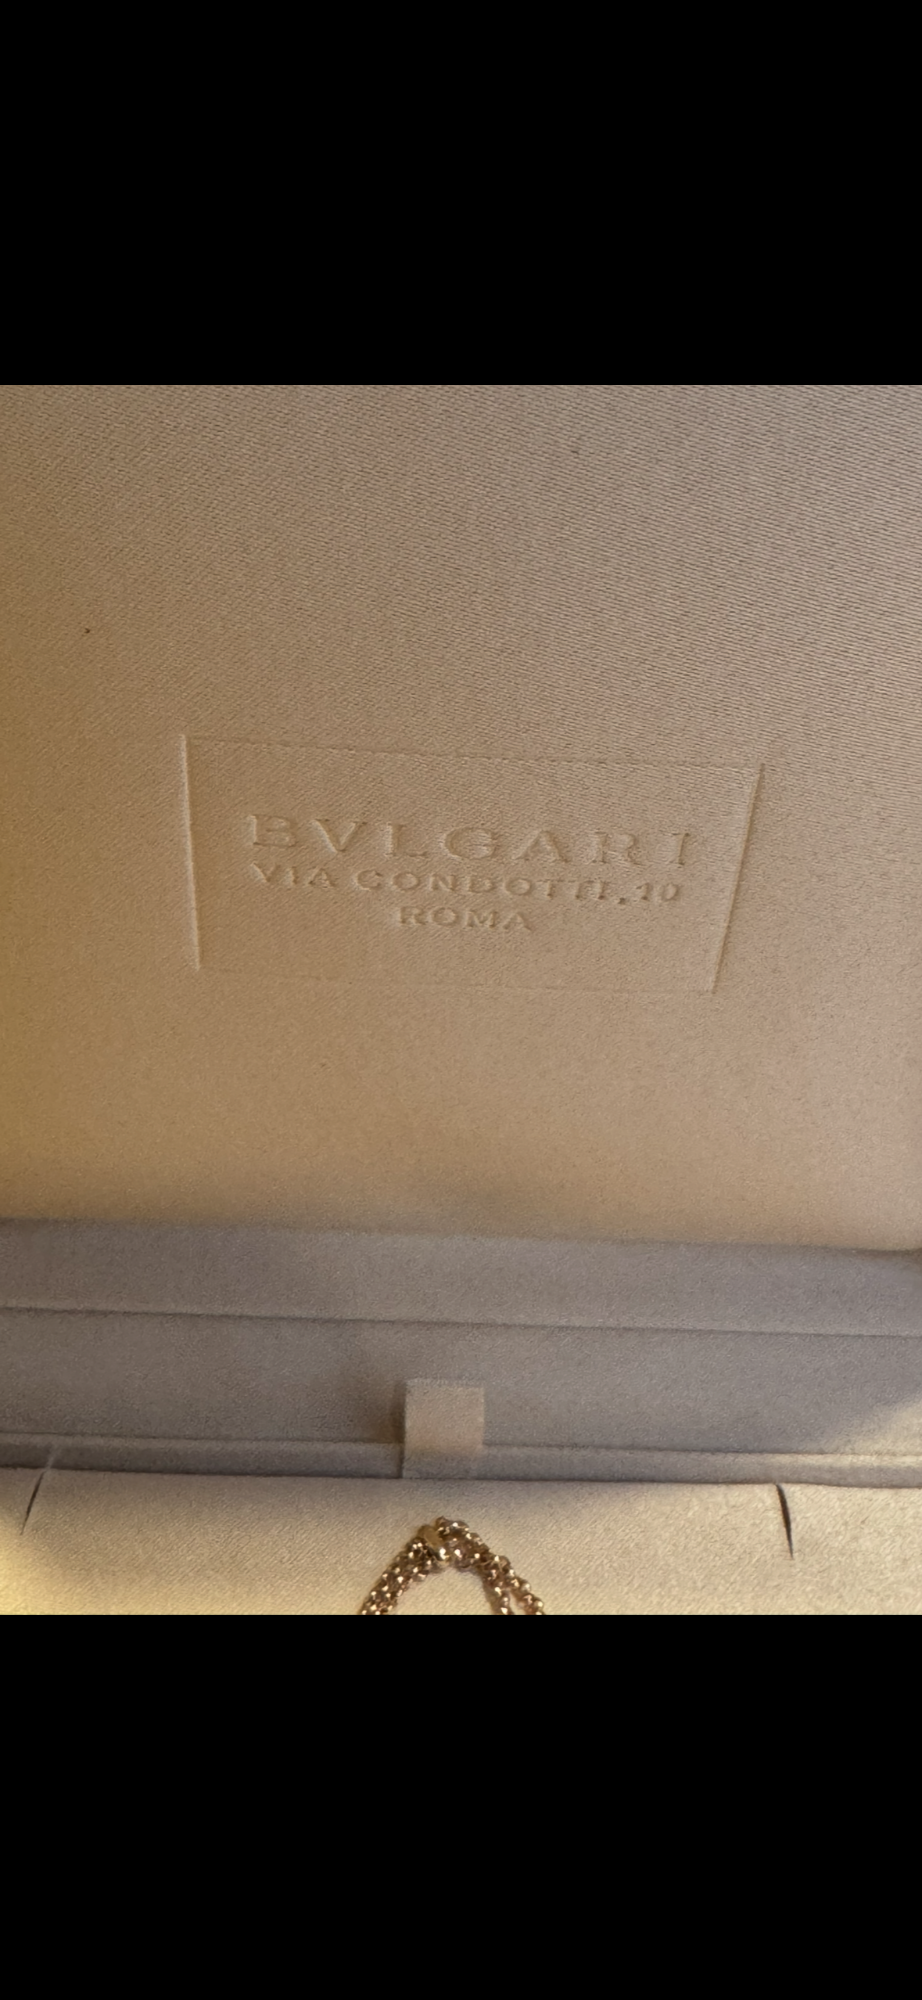 BVLGARI
VIA CONDOTTI, 10
ROMA